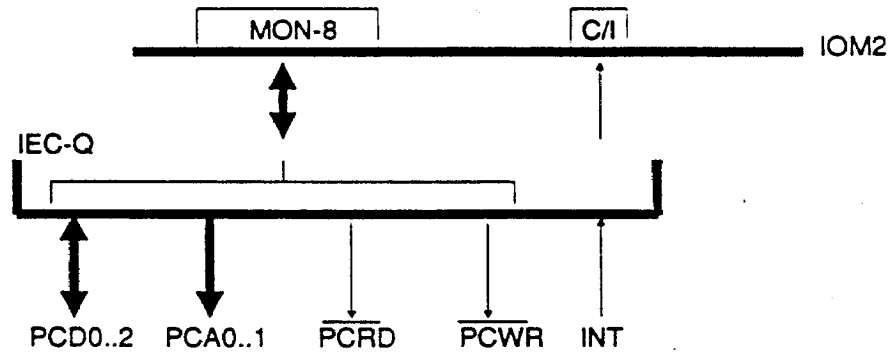 MON-8 C/I
IOM2
IEC-Q
PCD0..2 PCA0..1 PCRD PCWR INT